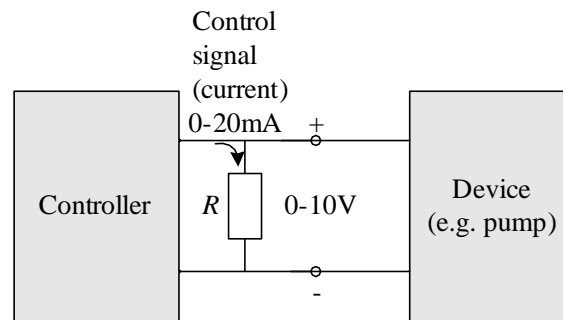 Control
signal
(current)
0-20mA
+
Controller
R
0-10V
Device
(e.g. pump)
-